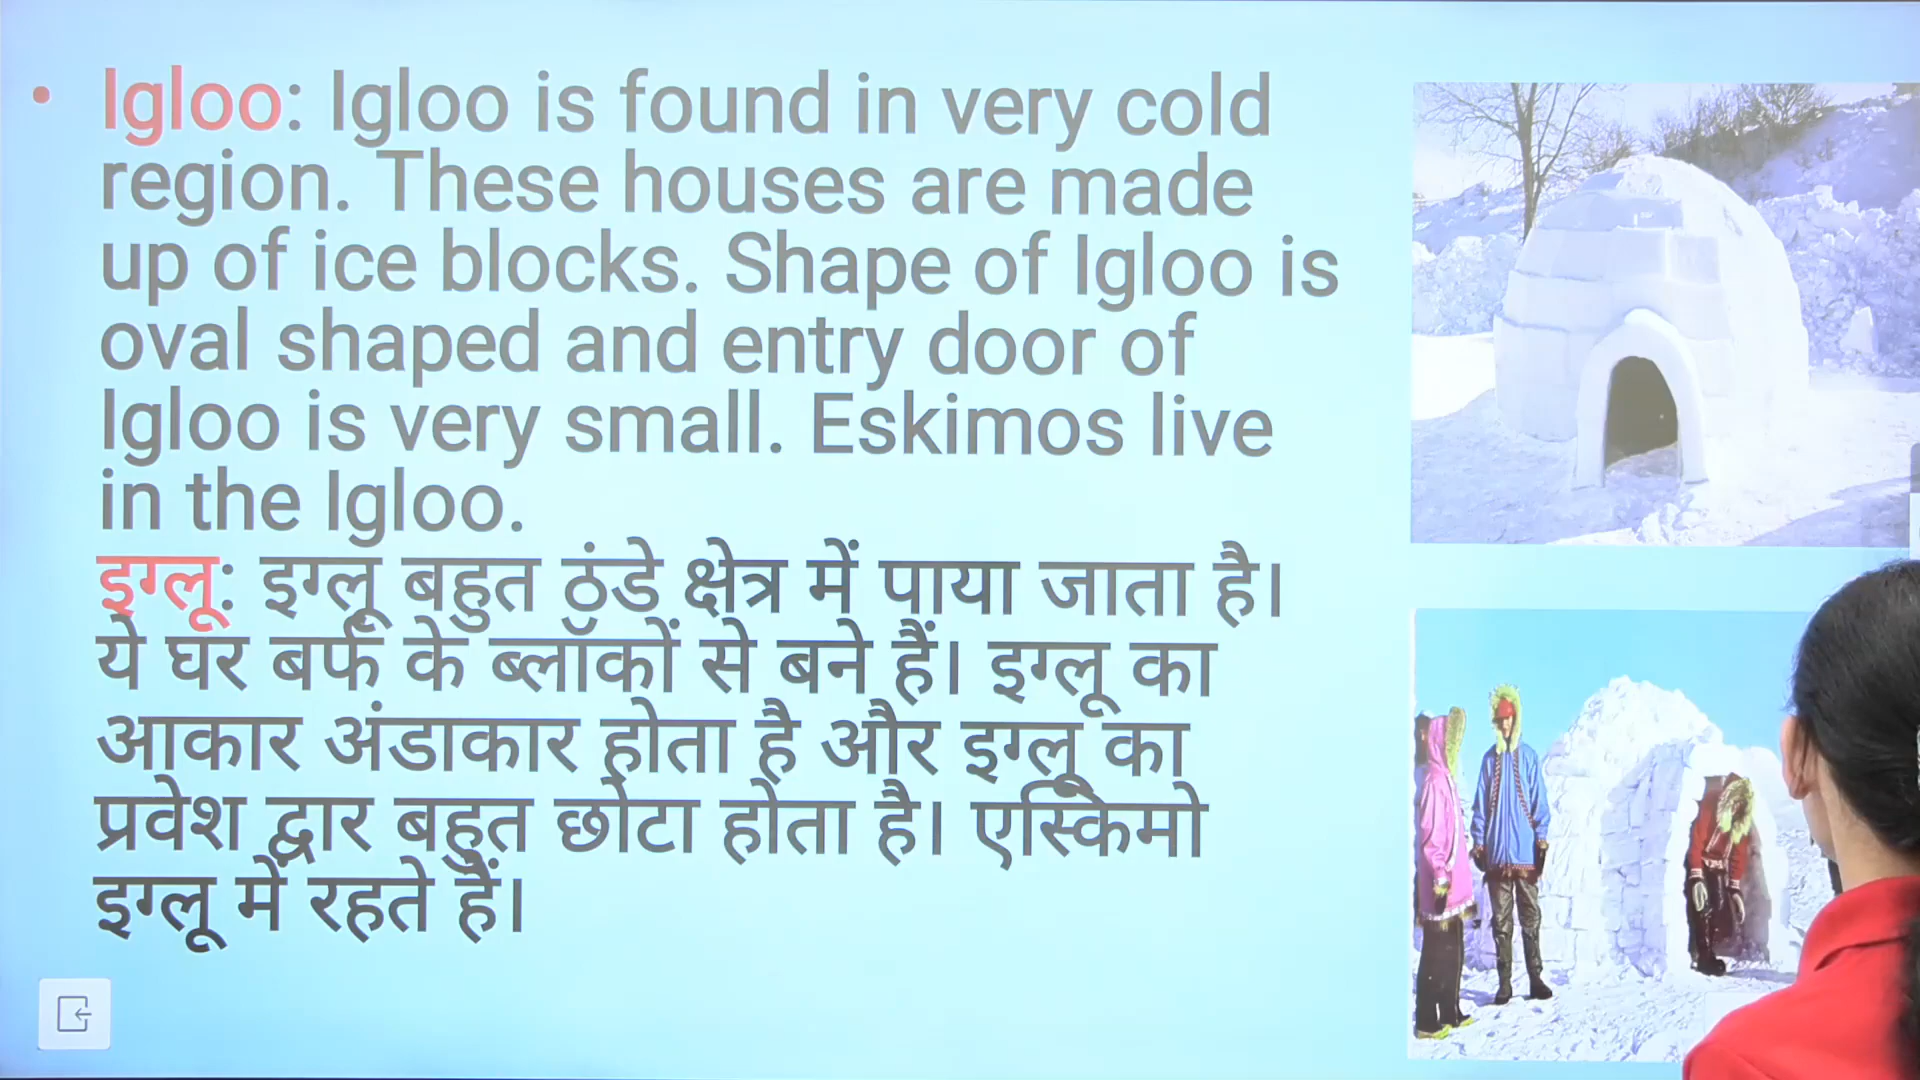 • Igloo: Igloo is found in very cold
region. These houses are made
up of ice blocks. Shape of Igloo is
oval shaped and entry door of
Igloo is very small. Eskimos live
in the Igloo.
इग्लू: इग्लू बहुत ठंडे क्षेत्र में पाया जाता है।
ये घर बर्फ के ब्लॉकों से बने हैं। इग्लू का
आकार अंडाकार होता है और इग्लू का
प्रवेश द्वार बहुत छोटा होता है। एस्किमो
इग्लू में रहते हैं।